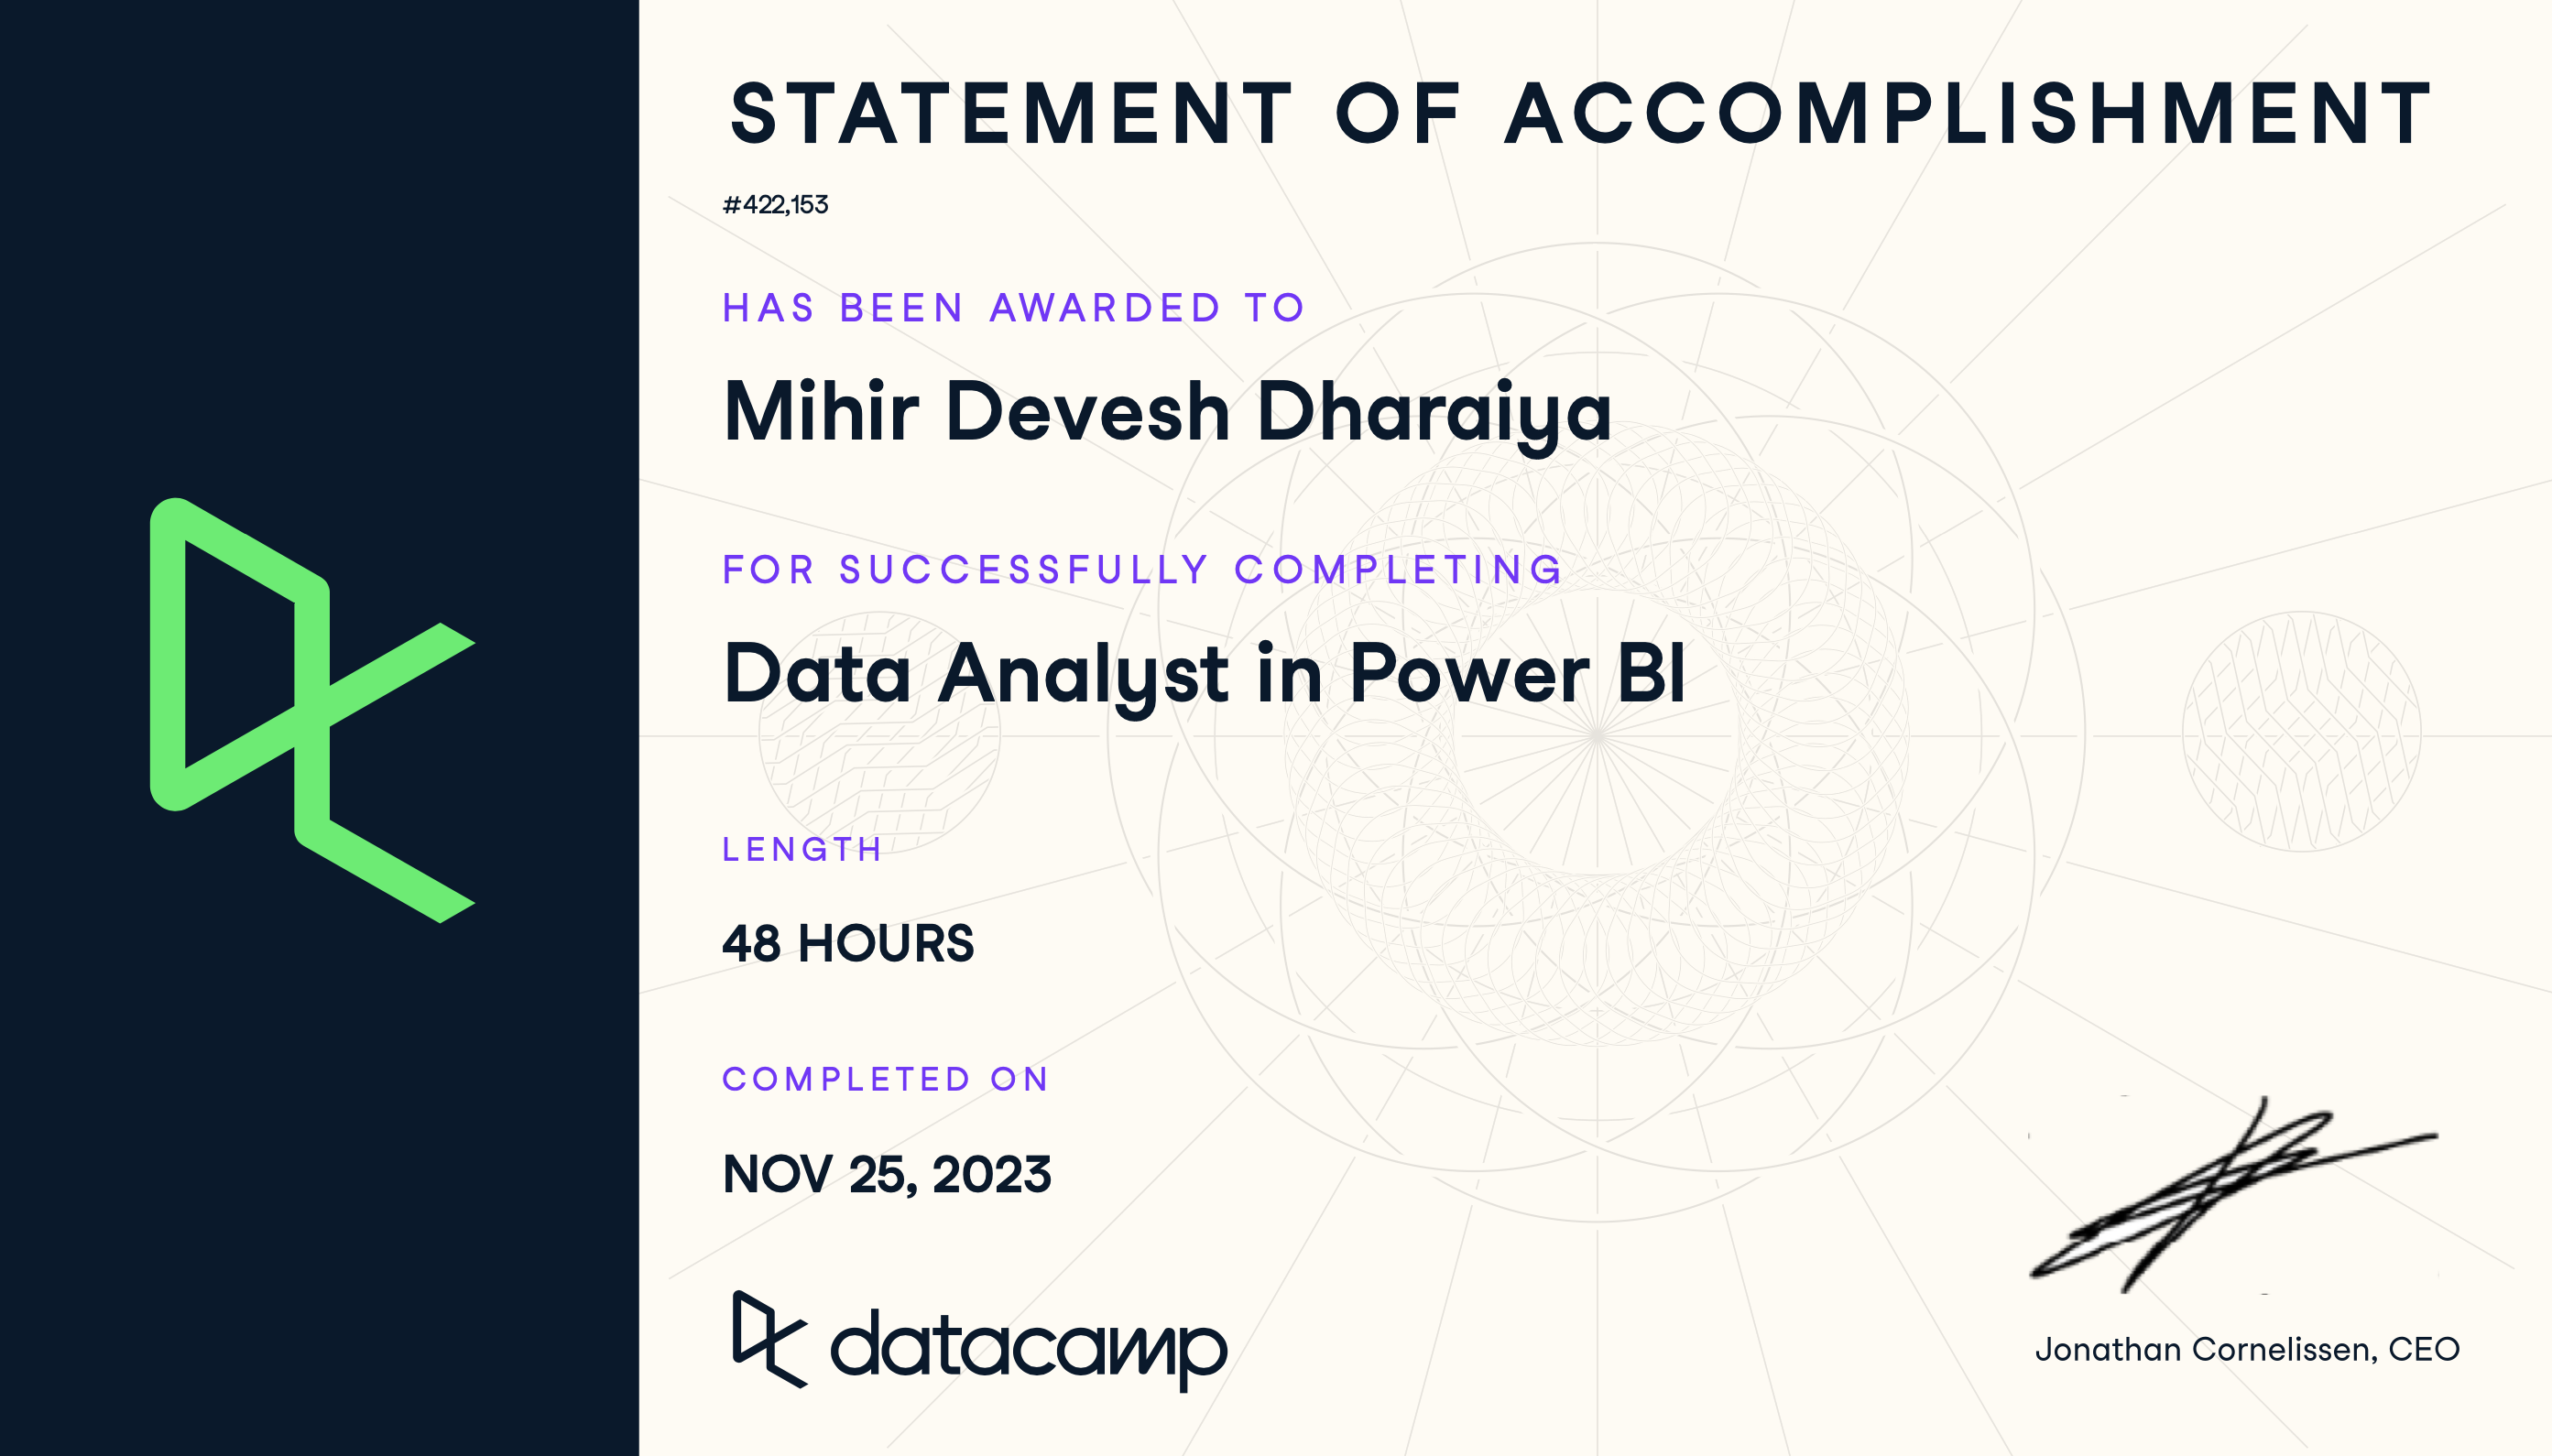 STATEMENT OF ACCOMPLISHMENT
#422,153
HAS BEEN AWARDED TO
Mihir Devesh Dharaiya
FOR SUCCESSFULLY COMPLETING
Data Analyst in Power BI
LENGTH
48 HOURS
COMPLETED ON
NOV 25, 2023
datacamp
Jonathan Cornelissen, CEO